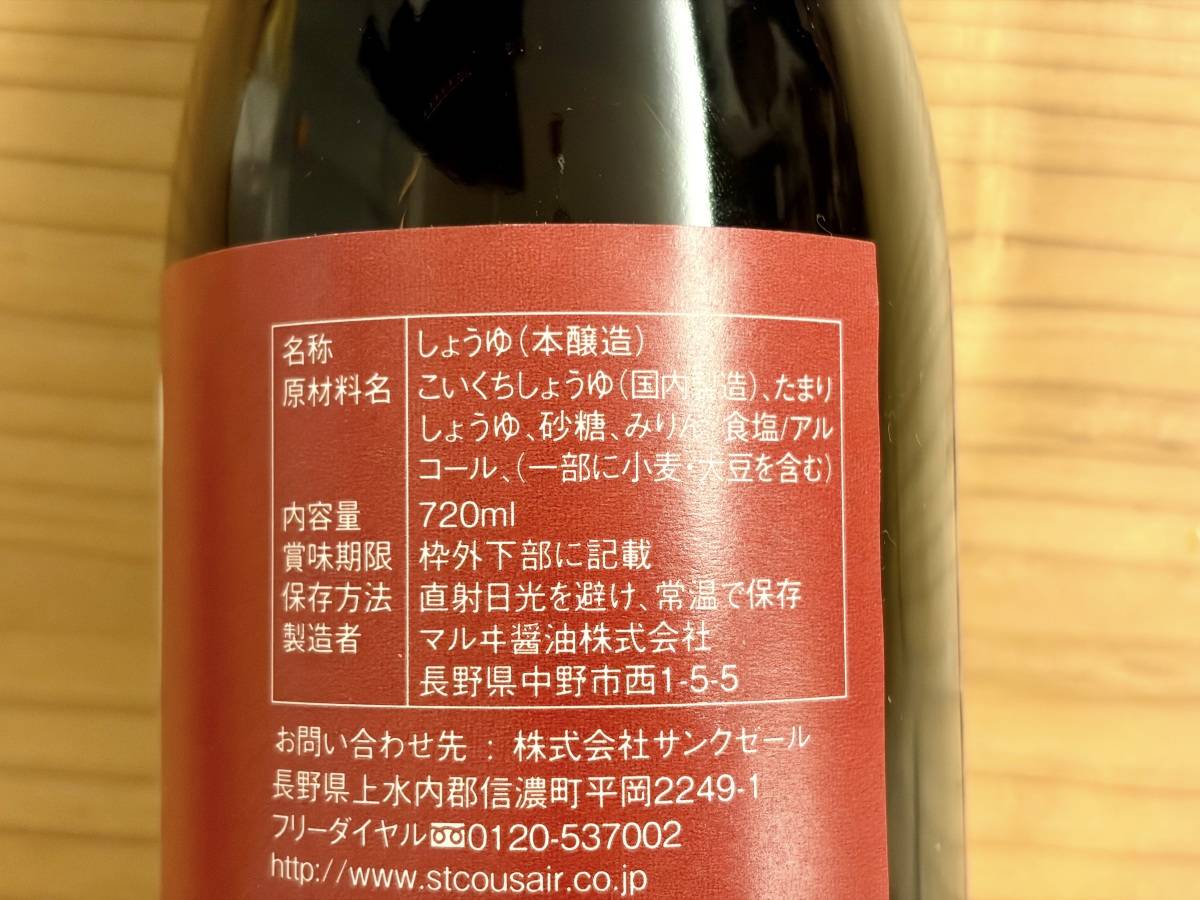 名称 しょうゆ(本醸造)
原材料名 こいくちしょうゆ(国内製造)、たまり
しょうゆ、砂糖、みりん、食塩/アル
コール、(一部に小麦・大豆を含む)
内容量 720ml
賞味期限 枠外下部に記載
保存方法 直射日光を避け、常温で保存
製造者 マルヰ醤油株式会社
長野県中野市西1-5-5
お問い合わせ先 : 株式会社サンクゼール
長野県上水内郡信濃町平岡2249-1
フリーダイヤル 0120-537002
http://www.stcousair.co.jp